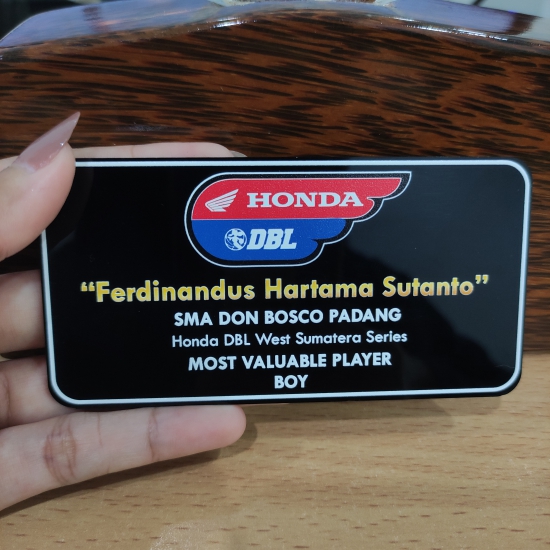 HONDA
DBL
“Ferdinandus Hartama Sutanto”
SMA DON BOSCO PADANG
Honda DBL West Sumatera Series
MOST VALUABLE PLAYER
BOY